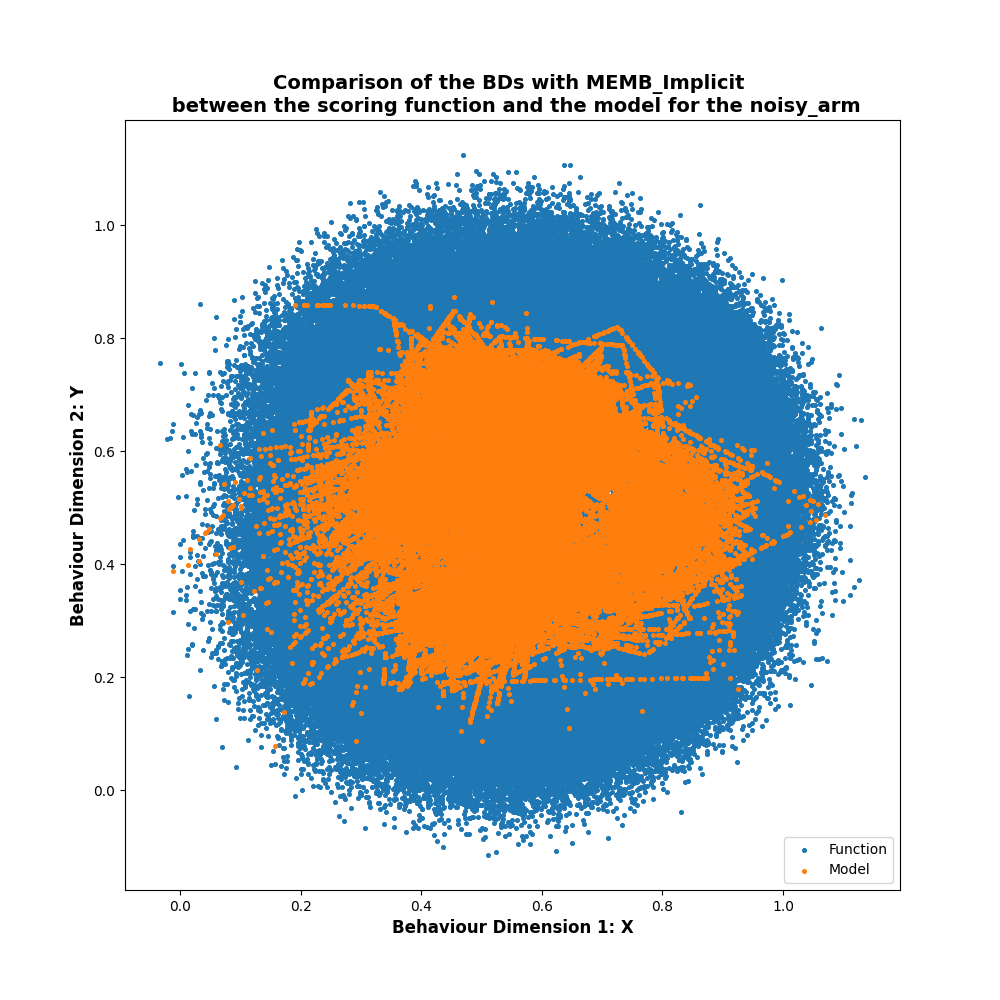 Comparison of the BDs with MEMB_Implicit
between the scoring function and the model for the noisy_arm
1.0
0.8
0.6
0.4
0.2
0.0
Behaviour Dimension 2: Y
0.0 0.2 0.4 0.6 0.8 1.0
Behaviour Dimension 1: X
Function
Model